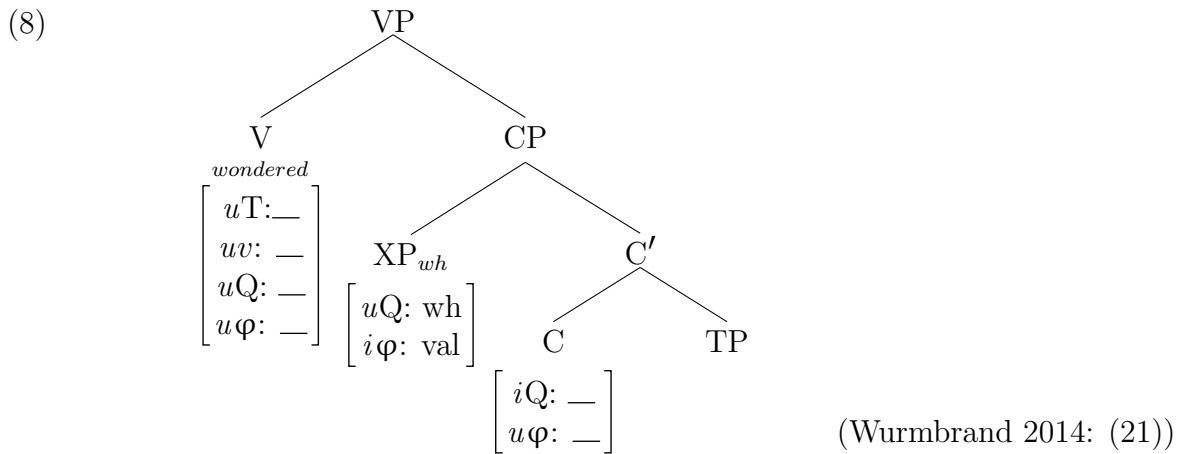 (8)
VP
V CP
wondered
uT:__
uv: __
uQ: __
uφ: __
XP_wh C′
uQ: wh
iφ: val
C TP
iQ: __
uφ: __
(Wurmbrand 2014: (21))